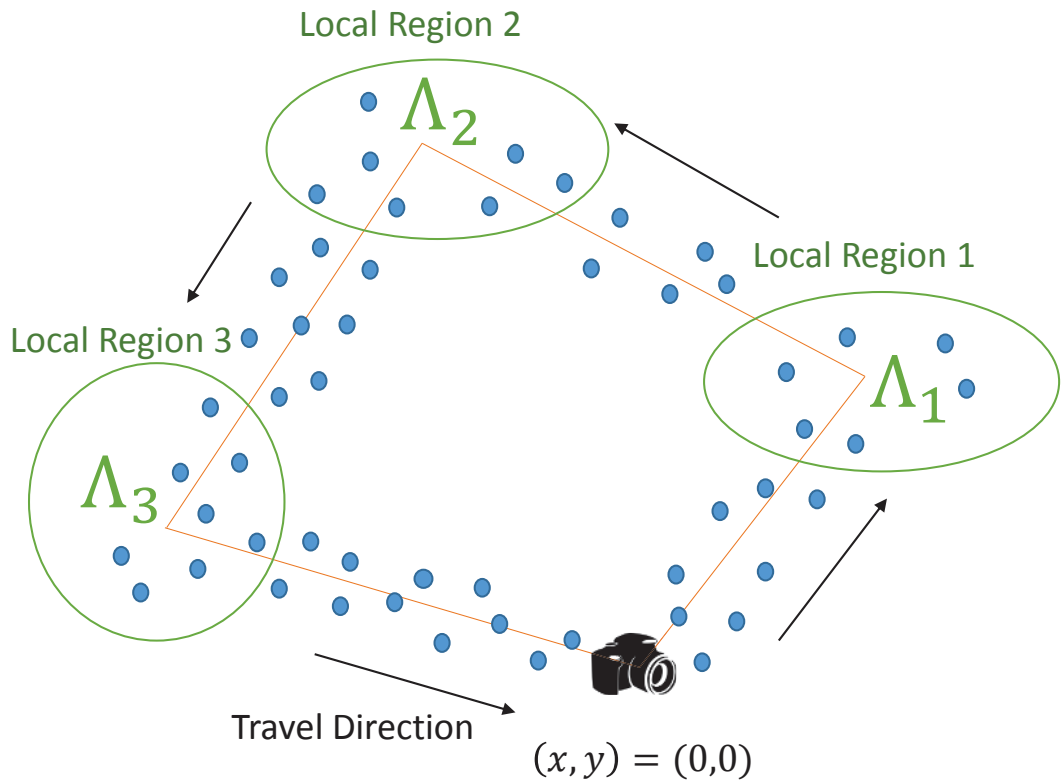 Local Region 2
Λ₂
Local Region 1
Local Region 3
Λ₁
Λ₃
Travel Direction
(x, y) = (0,0)